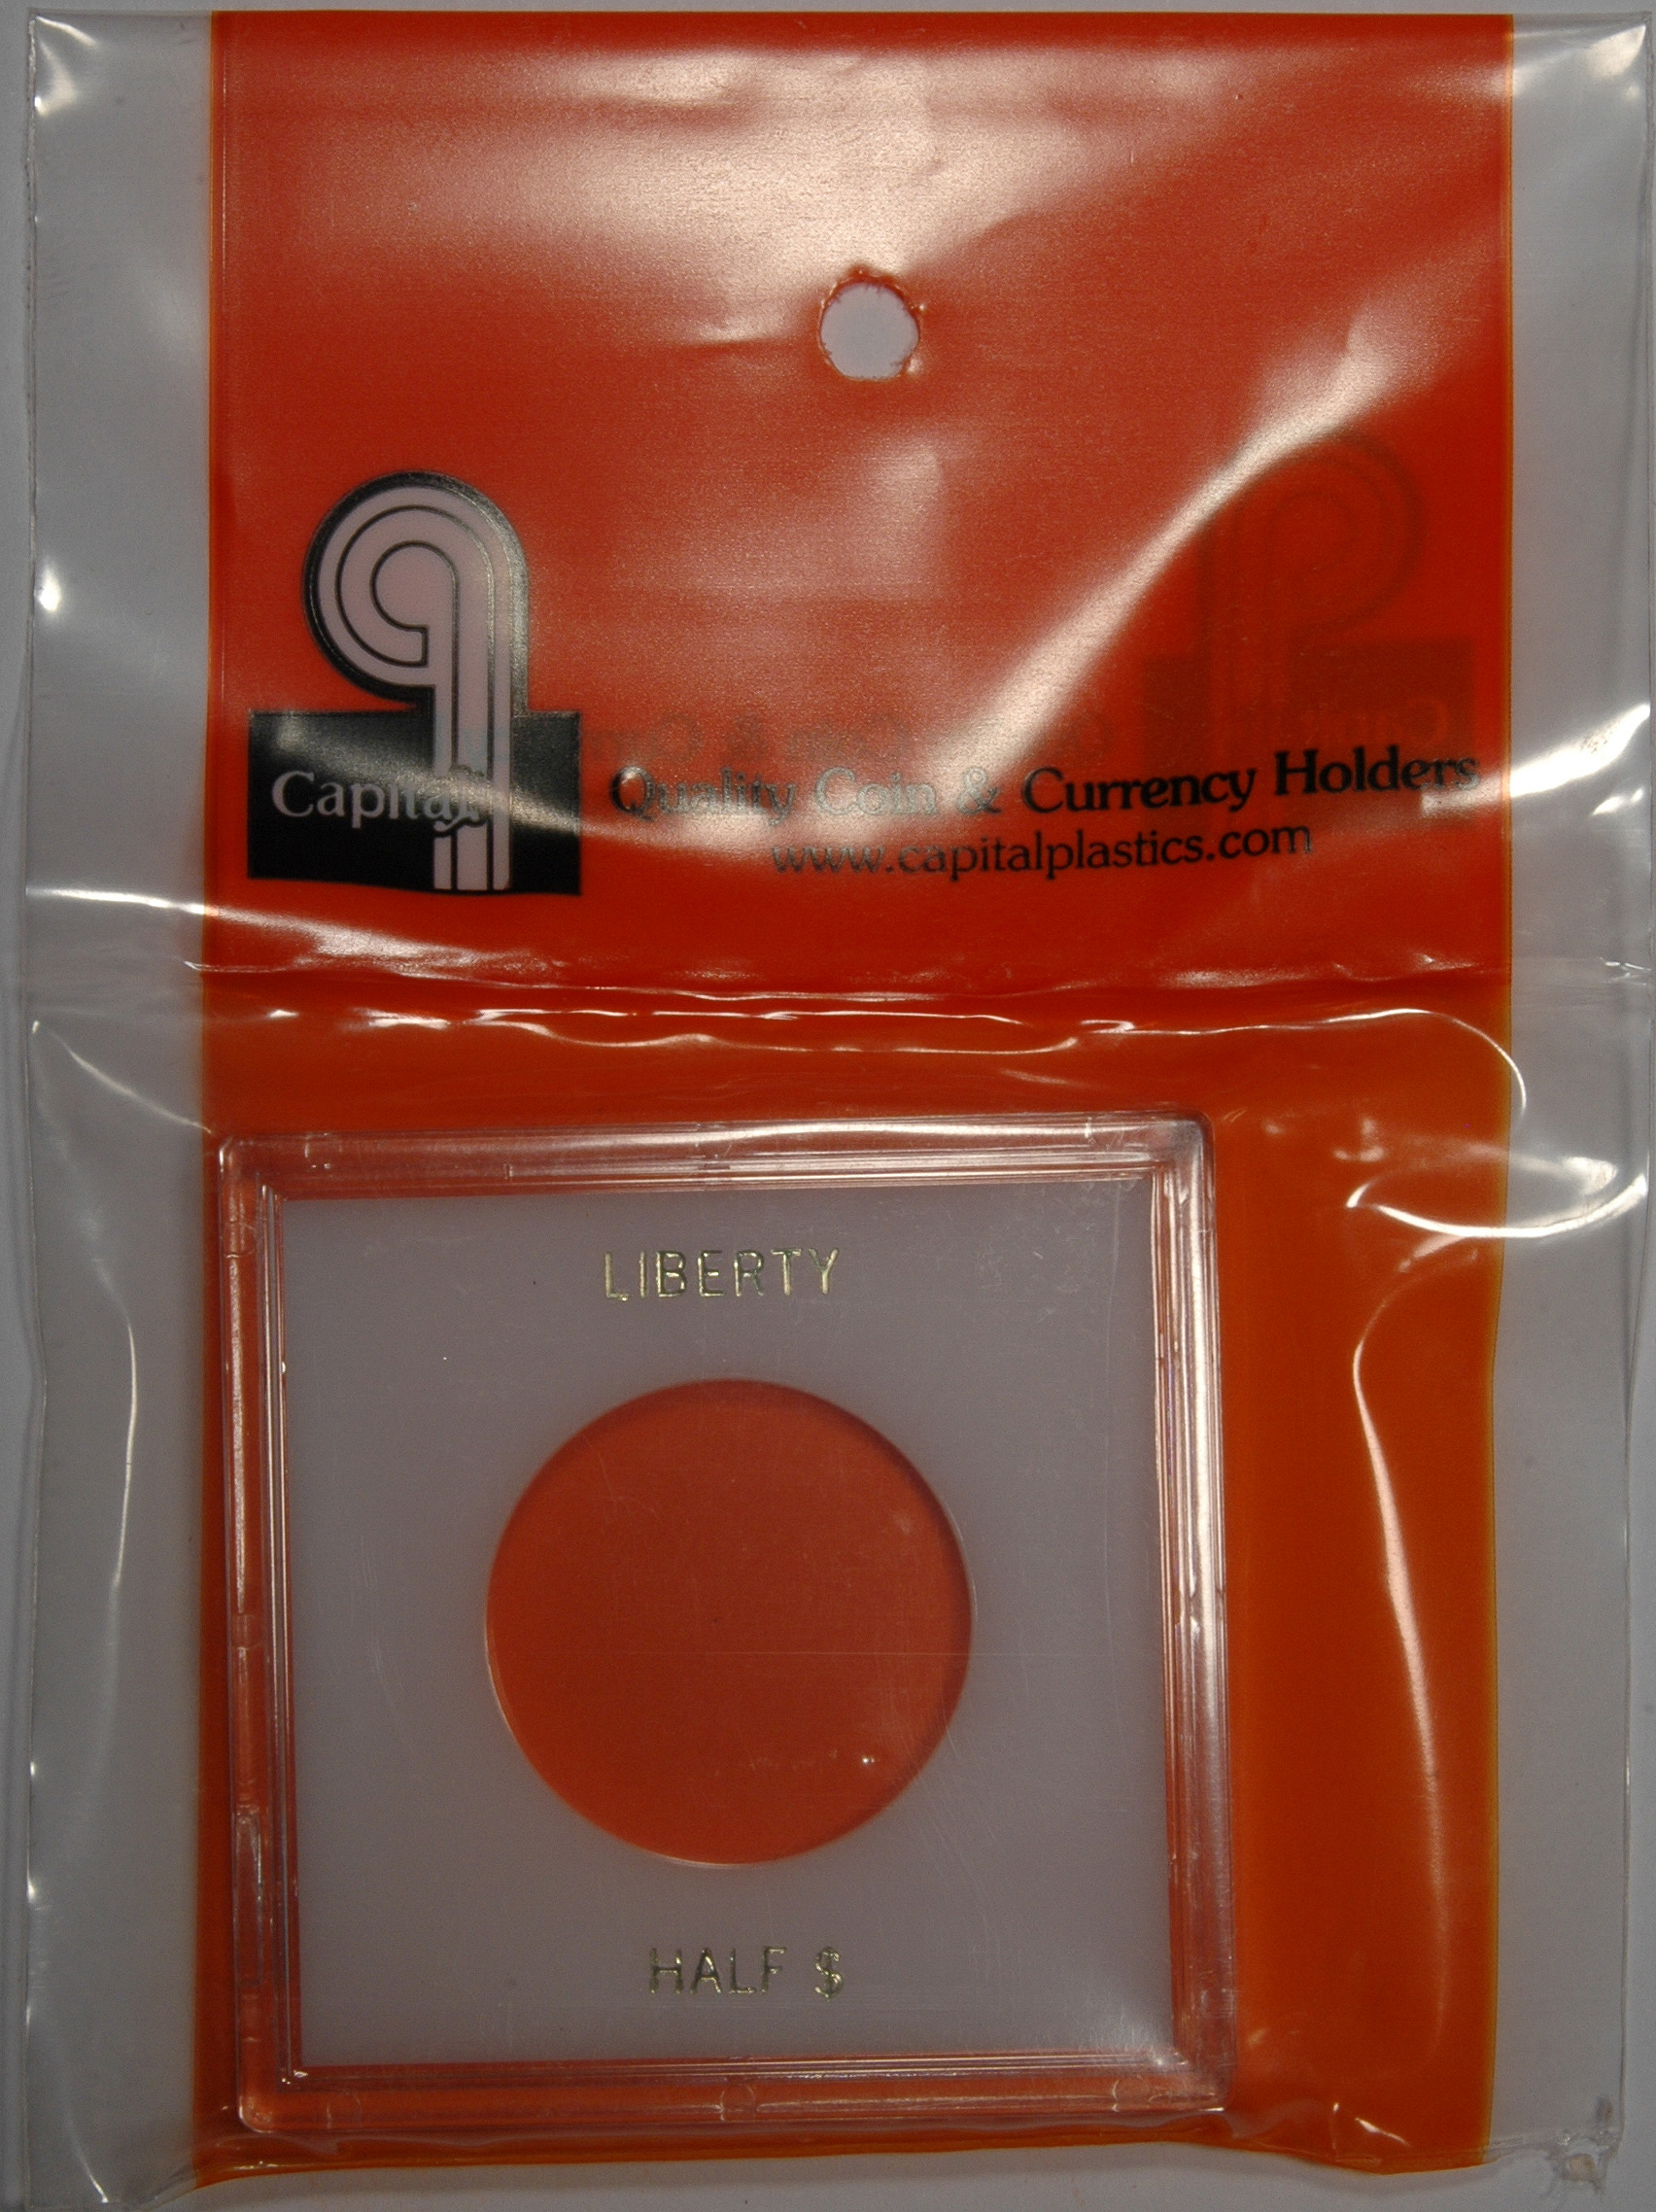 Capital
Quality Coin & Currency Holders
www.capitalplastics.com
LIBERTY
HALF $